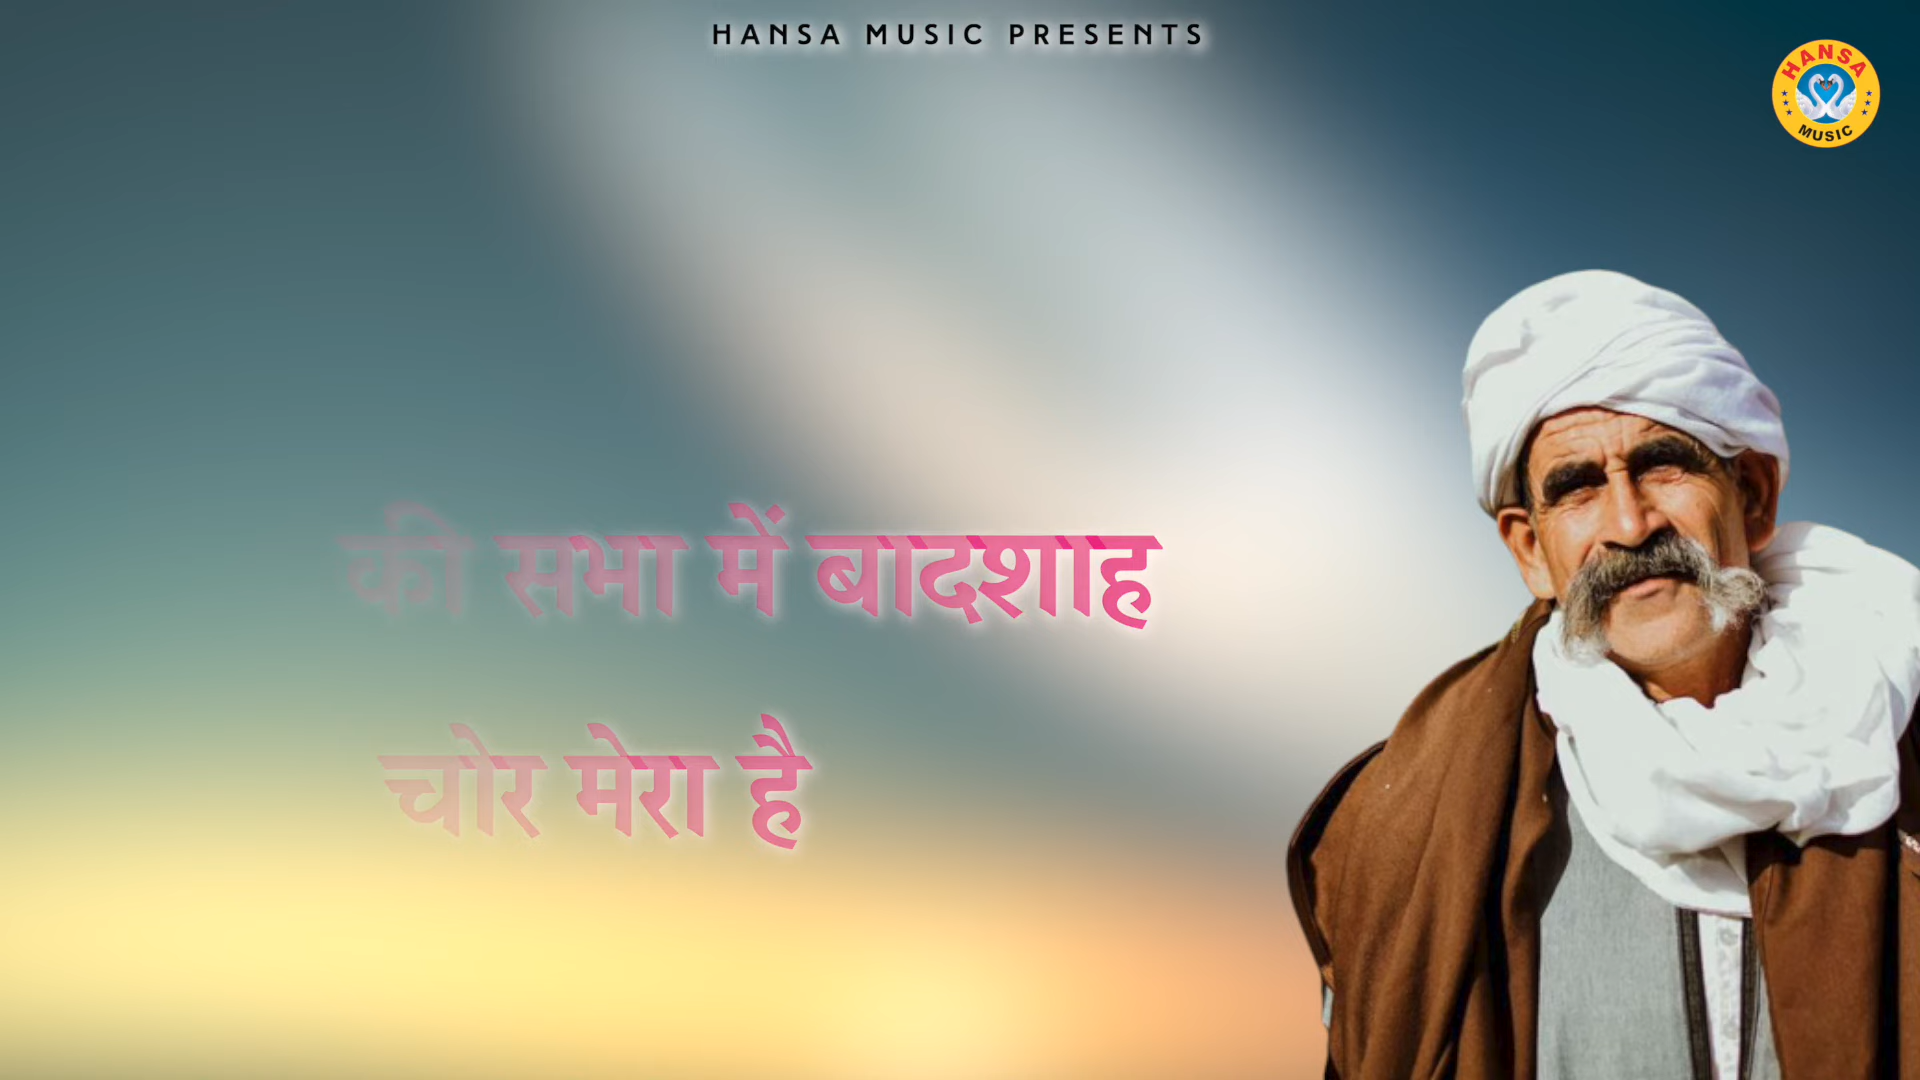 HANSA MUSIC PRESENTS
HANSA
MUSIC
की सभा में बादशाह
चोर मेरा है